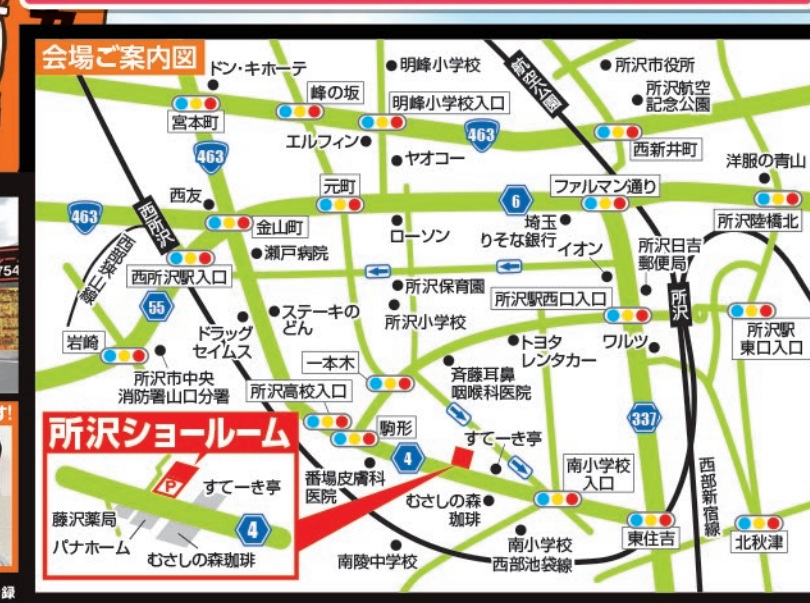 会場ご案内図
ドン・キホーテ
明峰小学校
航空公園
所沢市役所
所沢航空
記念公園
宮本町
峰の坂
明峰小学校入口
エルフィン
463
463
ヤオコー
西新井町
洋服の青山
西友
元町
6
ファルマン通り
所沢陸橋北
463
西所沢
金山町
ローソン
埼玉
りそな銀行
イオン
所沢日吉
郵便局
西武狭山線
瀬戸病院
西所沢駅入口
所沢保育園
所沢駅西口入口
所沢
55
ステーキの
どん
所沢小学校
ドラッグ
セイムス
トヨタ
レンタカー
ワルツ
所沢駅
東口入口
岩崎
所沢市中央
消防署山口分署
一本木
斉藤耳鼻
咽喉科医院
所沢高校入口
駒形
337
所沢ショールーム
P
すてーき亭
藤沢薬局
パナホーム
むさしの森珈琲
4
4
すてーき亭
番場皮膚科
医院
むさしの森
珈琲
南小学校
入口
西武新宿線
南陵中学校
南小学校
西武池袋線
東住吉
北秋津
754
す!
録